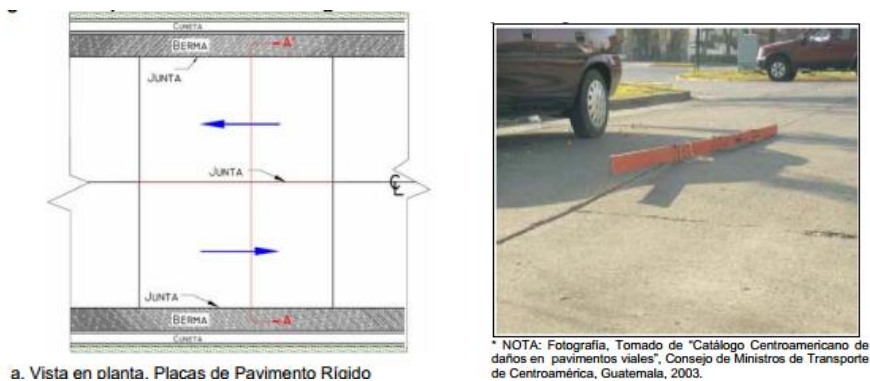 CUNETA
BERMA
A'
JUNTA
JUNTA
℄
JUNTA
BERMA
A
CUNETA
a. Vista en planta. Placas de Pavimento Rígido
* NOTA: Fotografía, Tomado de "Catálogo Centroamericano de
daños en pavimentos viales", Consejo de Ministros de Transporte
de Centroamérica, Guatemala, 2003.